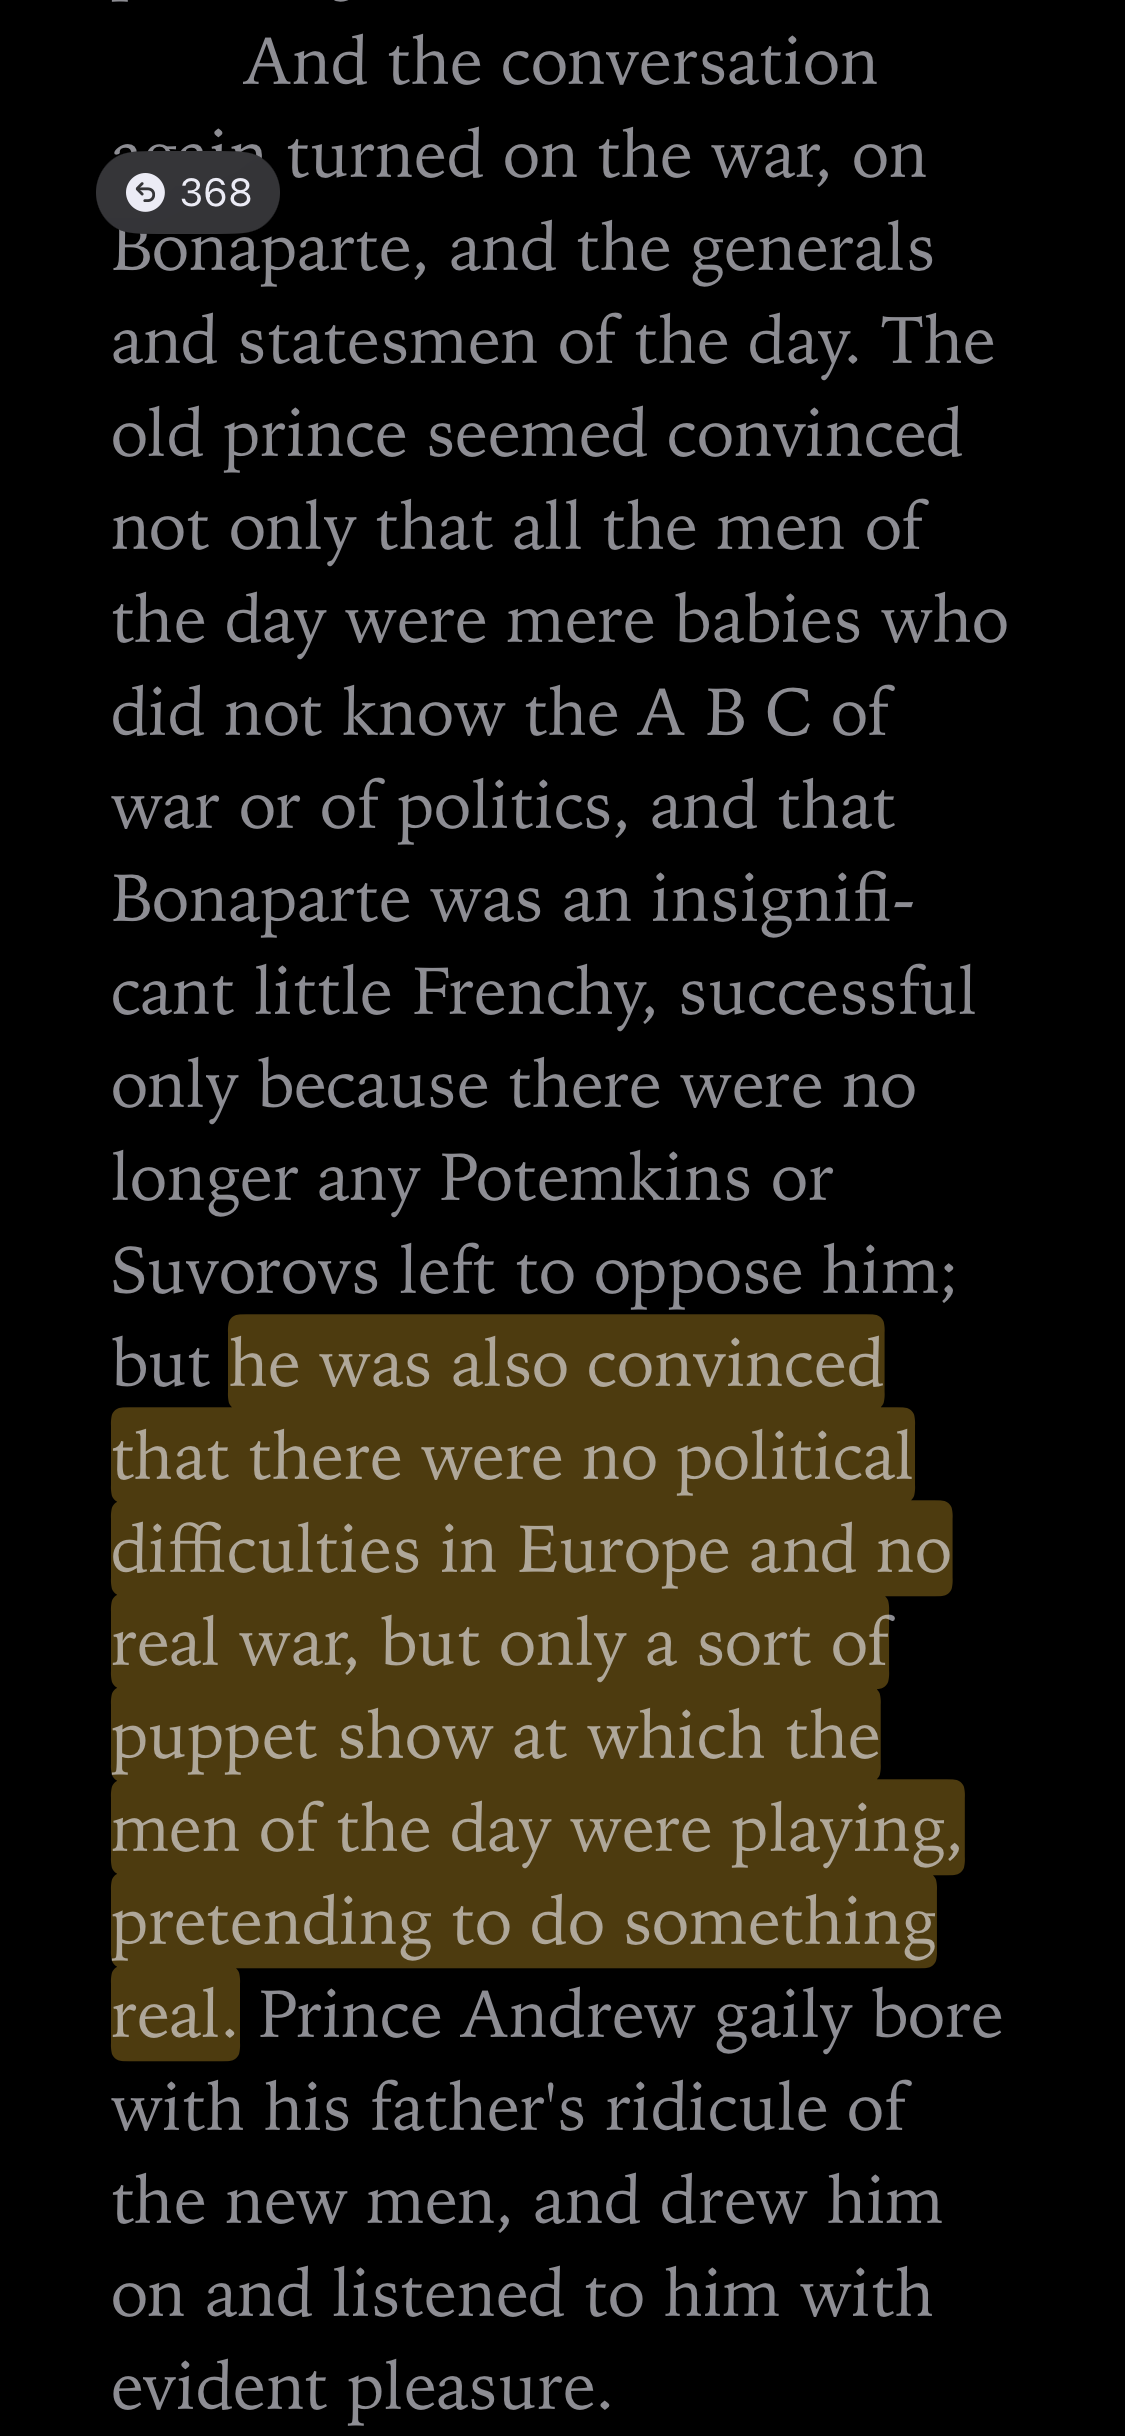 And the conversation
again turned on the war, on
368
Bonaparte, and the generals
and statesmen of the day. The
old prince seemed convinced
not only that all the men of
the day were mere babies who
did not know the A B C of
war or of politics, and that
Bonaparte was an insignifi-
cant little Frenchy, successful
only because there were no
longer any Potemkins or
Suvorovs left to oppose him;
but he was also convinced
that there were no political
difficulties in Europe and no
real war, but only a sort of
puppet show at which the
men of the day were playing,
pretending to do something
real. Prince Andrew gaily bore
with his father's ridicule of
the new men, and drew him
on and listened to him with
evident pleasure.